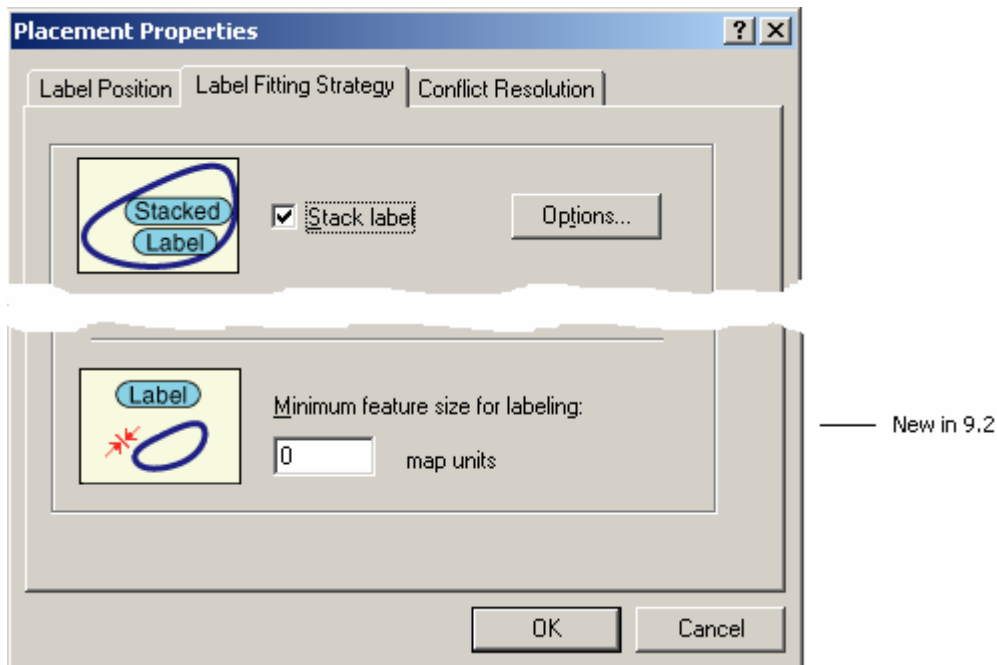 Placement Properties
Label Position
Label Fitting Strategy
Conflict Resolution
Stacked
Label
Stack label
Options...
Label
Minimum feature size for labeling:
0
map units
New in 9.2
OK
Cancel